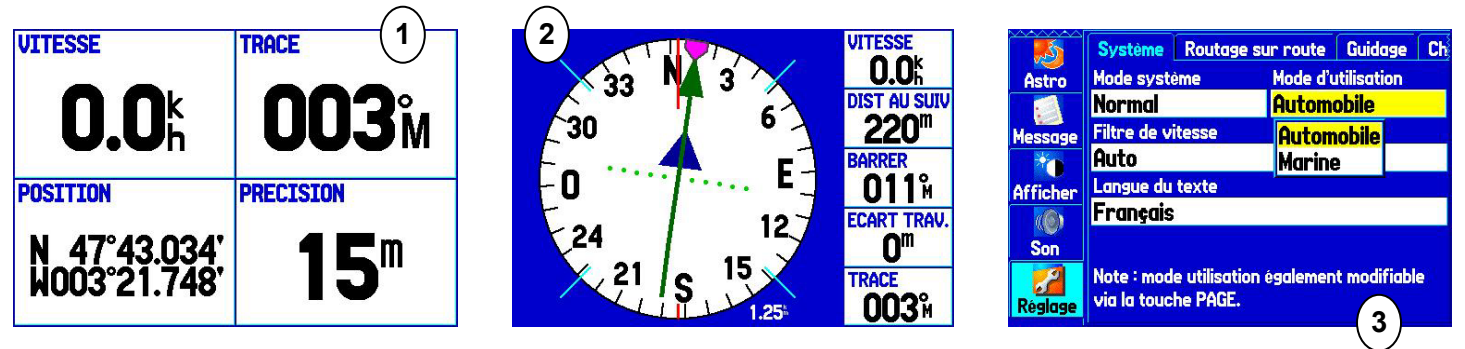 1
VITESSE
0.0 k h
TRACE
003° M
POSITION
N 47°43.034'
W003°21.748'
PRECISION
15m
2
N
33
3
30
6
O
E
24
12
21
15
S
1.25
VITESSE
0.0 k h
DIST AU SUIV
220m
BARRER
011° M
ECART TRAV.
0m
TRACE
003° M
Astro
Message
Afficher
Son
Réglage
Système Routage sur route Guidage Ch
Mode système Mode d'utilisation
Normal Automobile
Filtre de vitesse Automobile
Auto Marine
Langue du texte
Français
Note : mode utilisation également modifiable
via la touche PAGE.
3